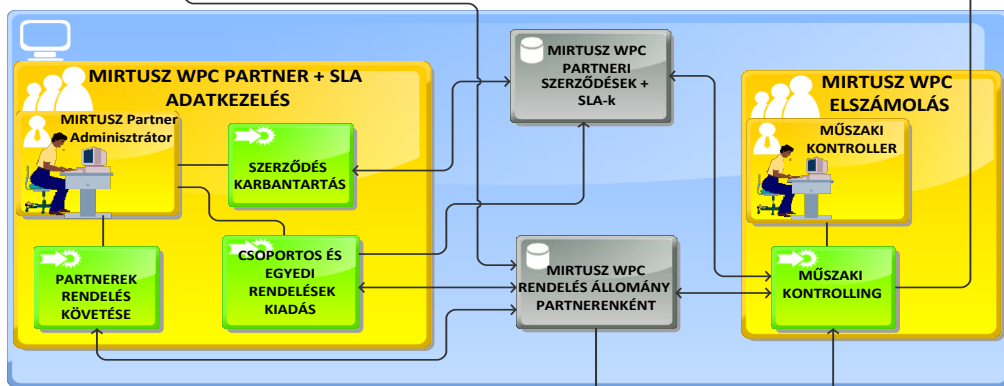 MIRTUSZ WPC PARTNER + SLA
ADATKEZELÉS
MIRTUSZ Partner
Adminisztrátor
SZERZŐDÉS
KARBANTARTÁS
PARTNEREK
RENDELÉS
KÖVETÉSE
CSOPORTOS ÉS
EGYEDI
RENDELÉSEK
KIADÁS
MIRTUSZ WPC
PARTNERI
SZERZŐDÉSEK +
SLA-k
MIRTUSZ WPC
RENDELÉS ÁLLOMÁNY
PARTNERENKÉNT
MIRTUSZ WPC
ELSZÁMOLÁS
MŰSZAKI
KONTROLLER
MŰSZAKI
KONTROLLING